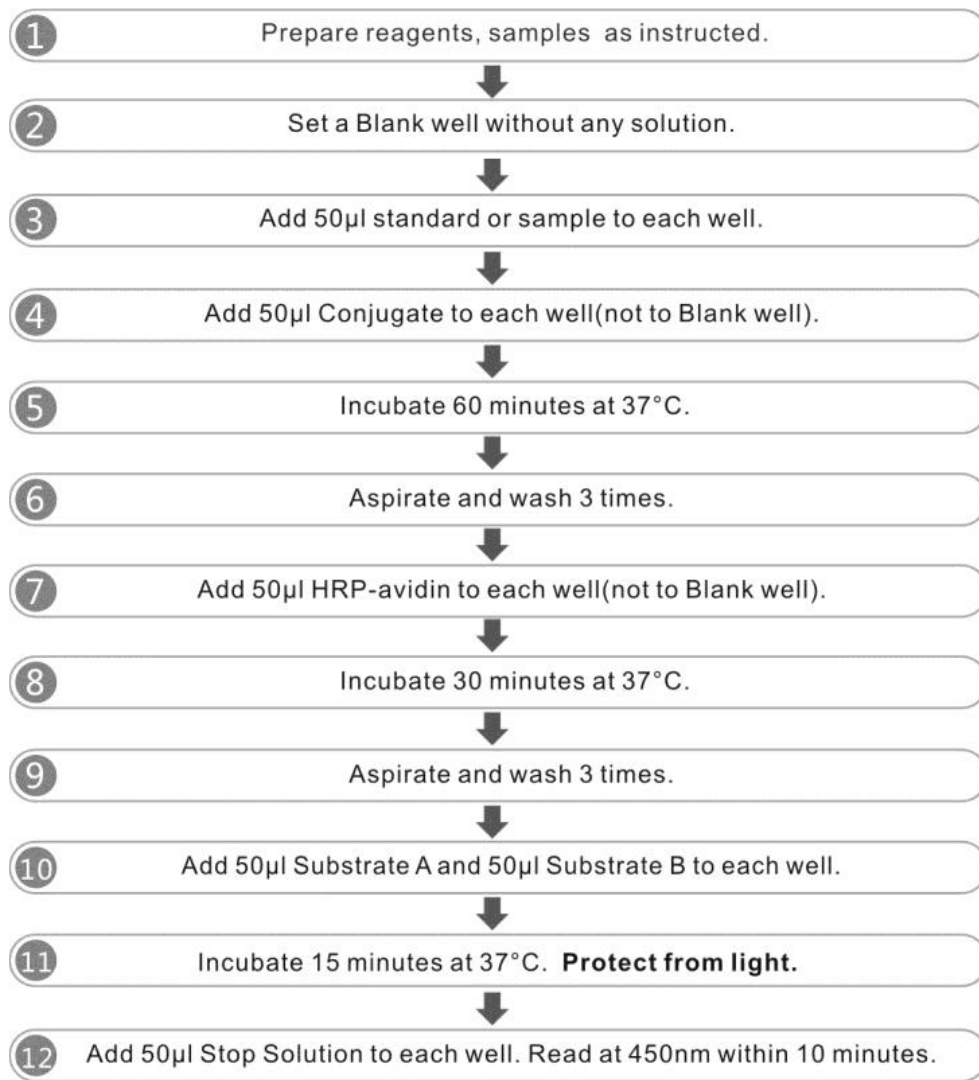 1 Prepare reagents, samples as instructed.
2 Set a Blank well without any solution.
3 Add 50μl standard or sample to each well.
4 Add 50μl Conjugate to each well(not to Blank well).
5 Incubate 60 minutes at 37°C.
6 Aspirate and wash 3 times.
7 Add 50μl HRP-avidin to each well(not to Blank well).
8 Incubate 30 minutes at 37°C.
9 Aspirate and wash 3 times.
10 Add 50μl Substrate A and 50μl Substrate B to each well.
11 Incubate 15 minutes at 37°C. Protect from light.
12 Add 50μl Stop Solution to each well. Read at 450nm within 10 minutes.